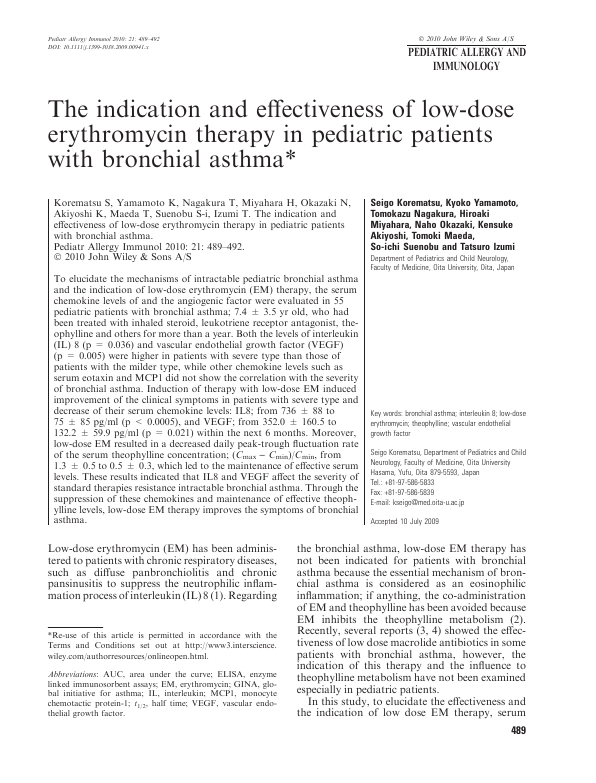 Pediatr Allergy Immunol 2010: 21: 489–492
DOI: 10.1111/j.1399-3038.2009.00941.x
© 2010 John Wiley & Sons A/S
PEDIATRIC ALLERGY AND
IMMUNOLOGY
The indication and effectiveness of low-dose
erythromycin therapy in pediatric patients
with bronchial asthma*
Korematsu S, Yamamoto K, Nagakura T, Miyahara H, Okazaki N,
Akiyoshi K, Maeda T, Suenobu S-i, Izumi T. The indication and
effectiveness of low-dose erythromycin therapy in pediatric patients
with bronchial asthma.
Pediatr Allergy Immunol 2010: 21: 489–492.
© 2010 John Wiley & Sons A/S
To elucidate the mechanisms of intractable pediatric bronchial asthma
and the indication of low-dose erythromycin (EM) therapy, the serum
chemokine levels of and the angiogenic factor were evaluated in 55
pediatric patients with bronchial asthma; 7.4 ± 3.5 yr old, who had
been treated with inhaled steroid, leukotriene receptor antagonist, the-
ophylline and others for more than a year. Both the levels of interleukin
(IL) 8 (p = 0.036) and vascular endothelial growth factor (VEGF)
(p = 0.005) were higher in patients with severe type than those of
patients with the milder type, while other chemokine levels such as
serum eotaxin and MCP1 did not show the correlation with the severity
of bronchial asthma. Induction of therapy with low-dose EM induced
improvement of the clinical symptoms in patients with severe type and
decrease of their serum chemokine levels: IL8; from 736 ± 88 to
75 ± 85 pg/ml (p < 0.0005), and VEGF; from 352.0 ± 160.5 to
132.2 ± 59.9 pg/ml (p = 0.021) within the next 6 months. Moreover,
low-dose EM resulted in a decreased daily peak-trough fluctuation rate
of the serum theophylline concentration; (Cmax − Cmin)/Cmin, from
1.3 ± 0.5 to 0.5 ± 0.3, which led to the maintenance of effective serum
levels. These results indicated that IL8 and VEGF affect the severity of
standard therapies resistance intractable bronchial asthma. Through the
suppression of these chemokines and maintenance of effective theoph-
ylline levels, low-dose EM therapy improves the symptoms of bronchial
asthma.
Seigo Korematsu, Kyoko Yamamoto,
Tomokazu Nagakura, Hiroaki
Miyahara, Naho Okazaki, Kensuke
Akiyoshi, Tomoki Maeda,
So-ichi Suenobu and Tatsuro Izumi
Department of Pediatrics and Child Neurology,
Faculty of Medicine, Oita University, Oita, Japan
Key words: bronchial asthma; interleukin 8; low-dose
erythromycin; theophylline; vascular endothelial
growth factor
Seigo Korematsu, Department of Pediatrics and Child
Neurology, Faculty of Medicine, Oita University
Hasama, Yufu, Oita 879-5593, Japan
Tel.: +81-97-586-5833
Fax: +81-97-586-5839
E-mail: kseigo@med.oita-u.ac.jp
Accepted 10 July 2009
Low-dose erythromycin (EM) has been adminis-
tered to patients with chronic respiratory diseases,
such as diffuse panbronchiolitis and chronic
pansinusitis to suppress the neutrophilic inflam-
mation process of interleukin (IL) 8 (1). Regarding
*Re-use of this article is permitted in accordance with the
Terms and Conditions set out at http://www3.interscience.
wiley.com/authorresources/onlineopen.html.
Abbreviations: AUC, area under the curve; ELISA, enzyme
linked immunosorbent assays; EM, erythromycin; GINA, glo-
bal initiative for asthma; IL, interleukin; MCP1, monocyte
chemotactic protein-1; t1/2, half time; VEGF, vascular endo-
thelial growth factor.
the bronchial asthma, low-dose EM therapy has
not been indicated for patients with bronchial
asthma because the essential mechanism of bron-
chial asthma is considered as an eosinophilic
inflammation; if anything, the co-administration
of EM and theophylline has been avoided because
EM inhibits the theophylline metabolism (2).
Recently, several reports (3, 4) showed the effec-
tiveness of low dose macrolide antibiotics in some
patients with bronchial asthma, however, the
indication of this therapy and the influence to
theophylline metabolism have not been examined
especially in pediatric patients.
In this study, to elucidate the effectiveness and
the indication of low dose EM therapy, serum
489